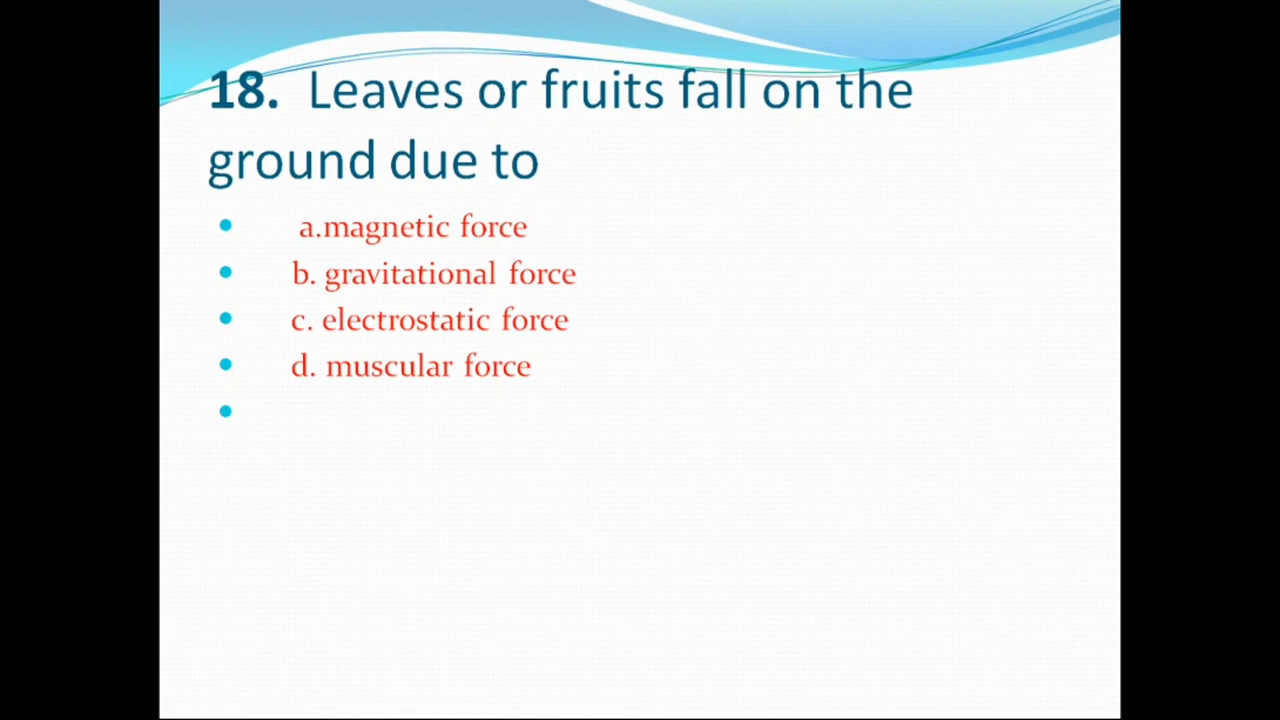 18. Leaves or fruits fall on the
ground due to
a.magnetic force
b. gravitational force
c. electrostatic force
d. muscular force